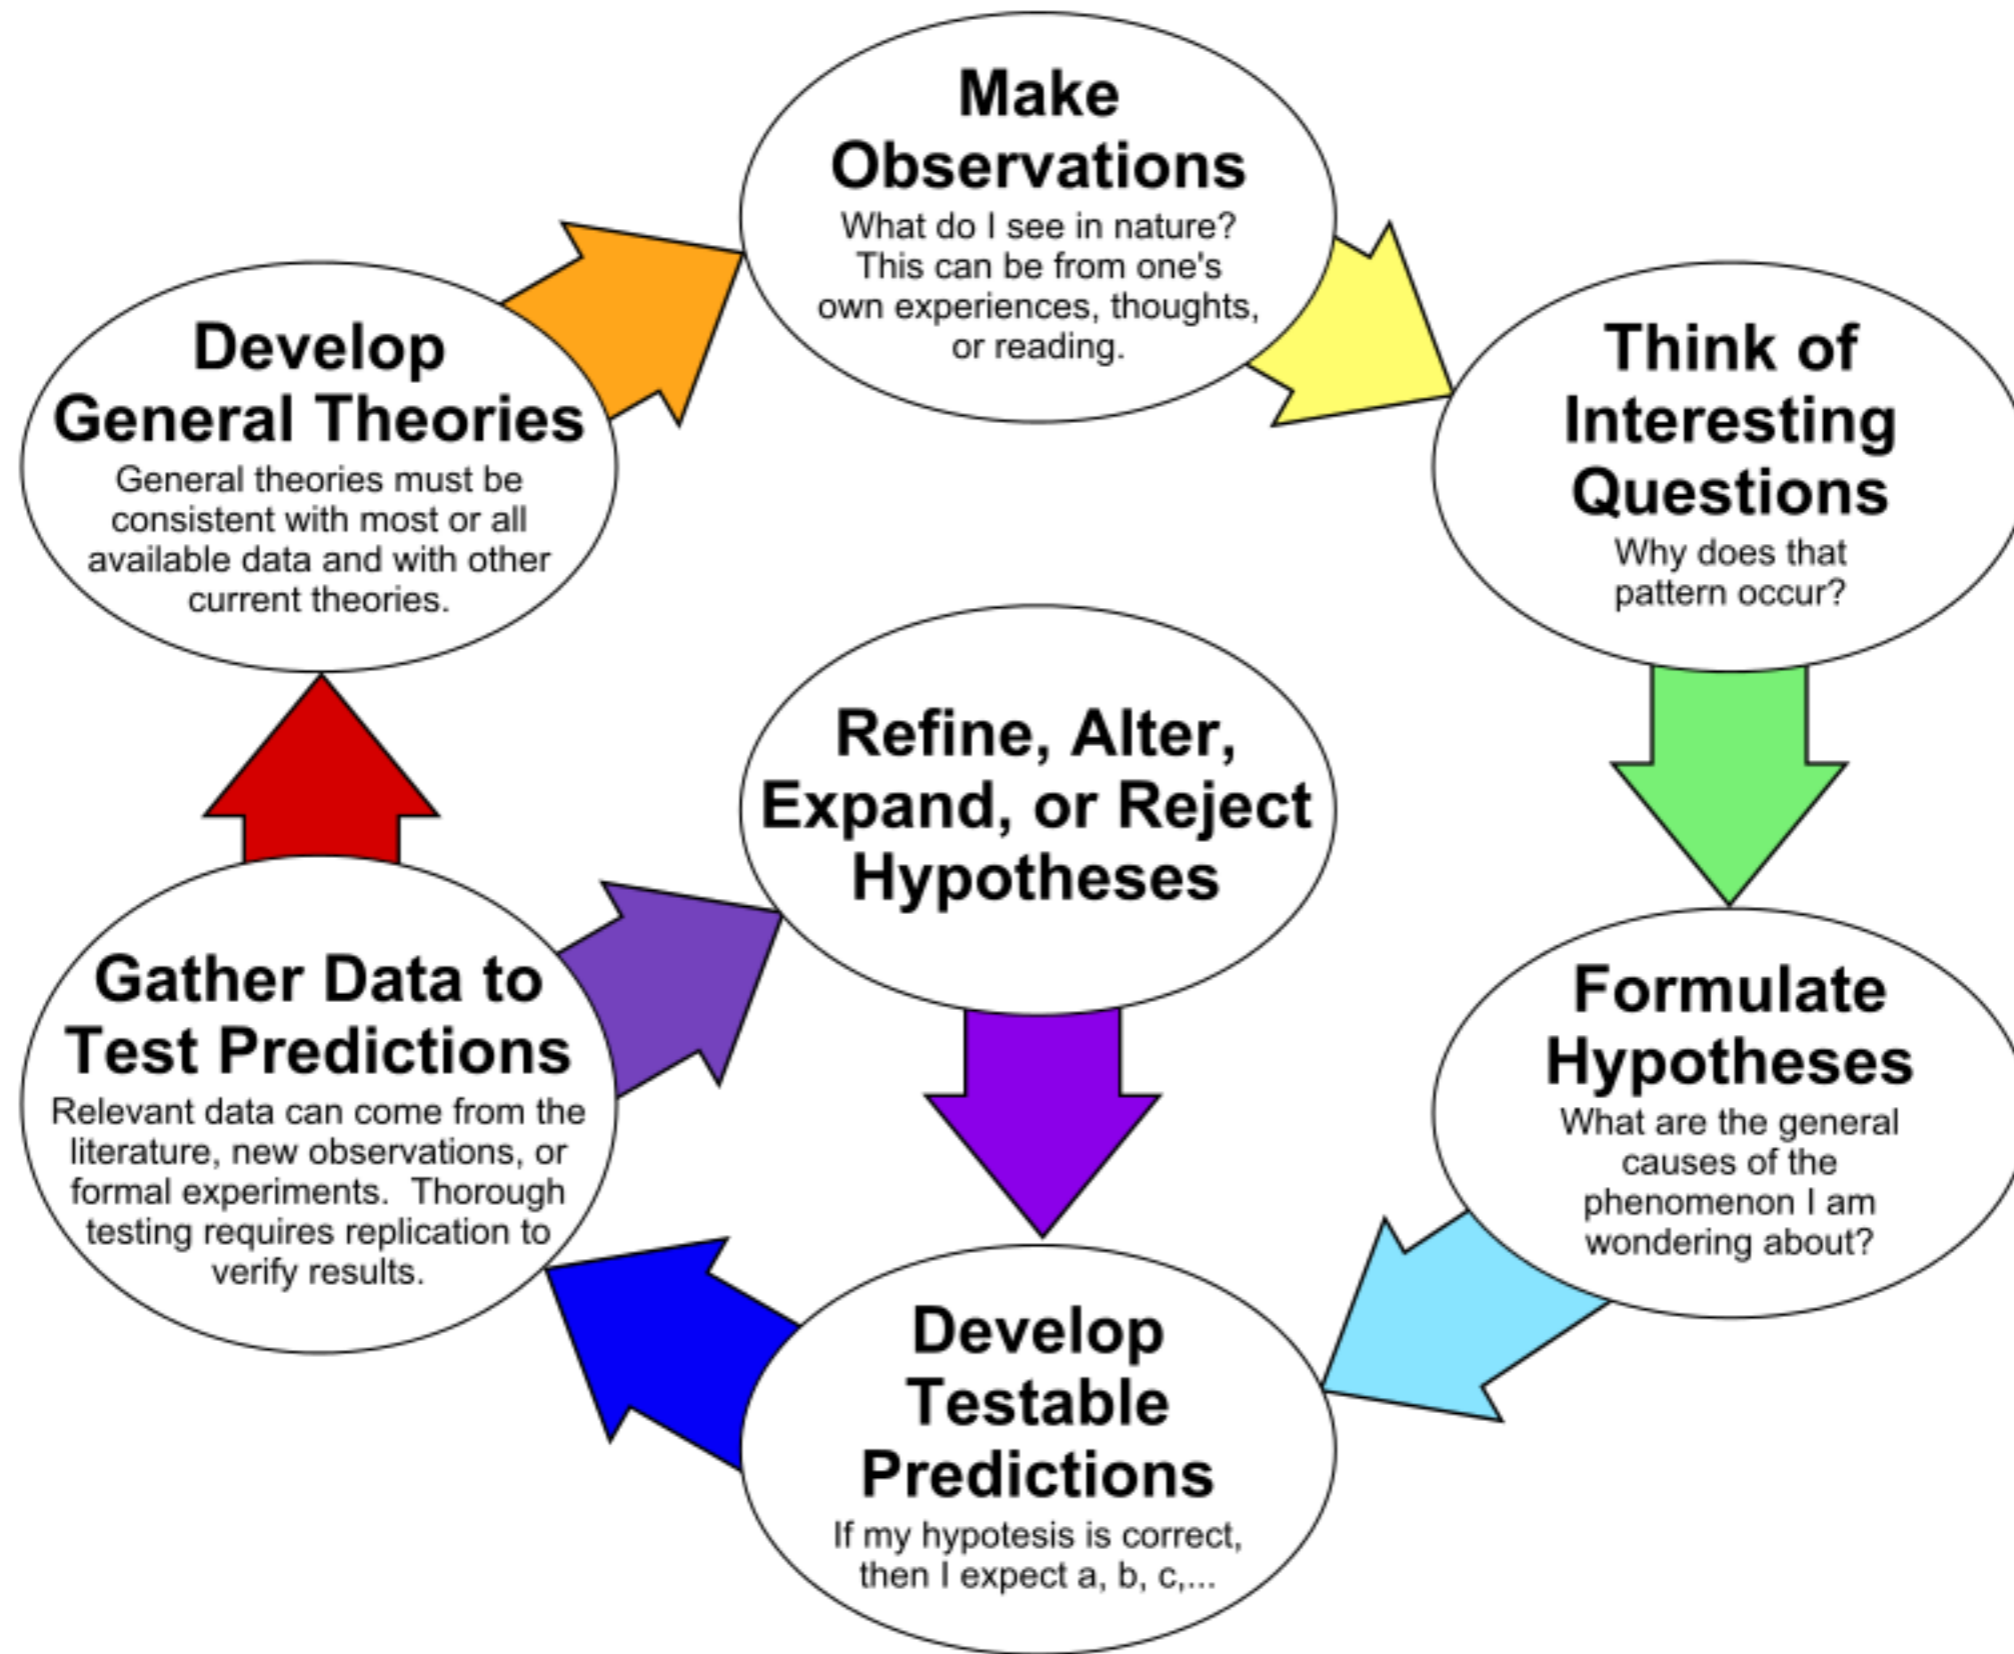 Make
Observations
What do I see in nature?
This can be from one's
own experiences, thoughts,
or reading.
Think of
Interesting
Questions
Why does that
pattern occur?
Formulate
Hypotheses
What are the general
causes of the
phenomenon I am
wondering about?
Develop
Testable
Predictions
If my hypotesis is correct,
then I expect a, b, c,...
Gather Data to
Test Predictions
Relevant data can come from the
literature, new observations, or
formal experiments.  Thorough
testing requires replication to
verify results.
Refine, Alter,
Expand, or Reject
Hypotheses
Develop
General Theories
General theories must be
consistent with most or all
available data and with other
current theories.